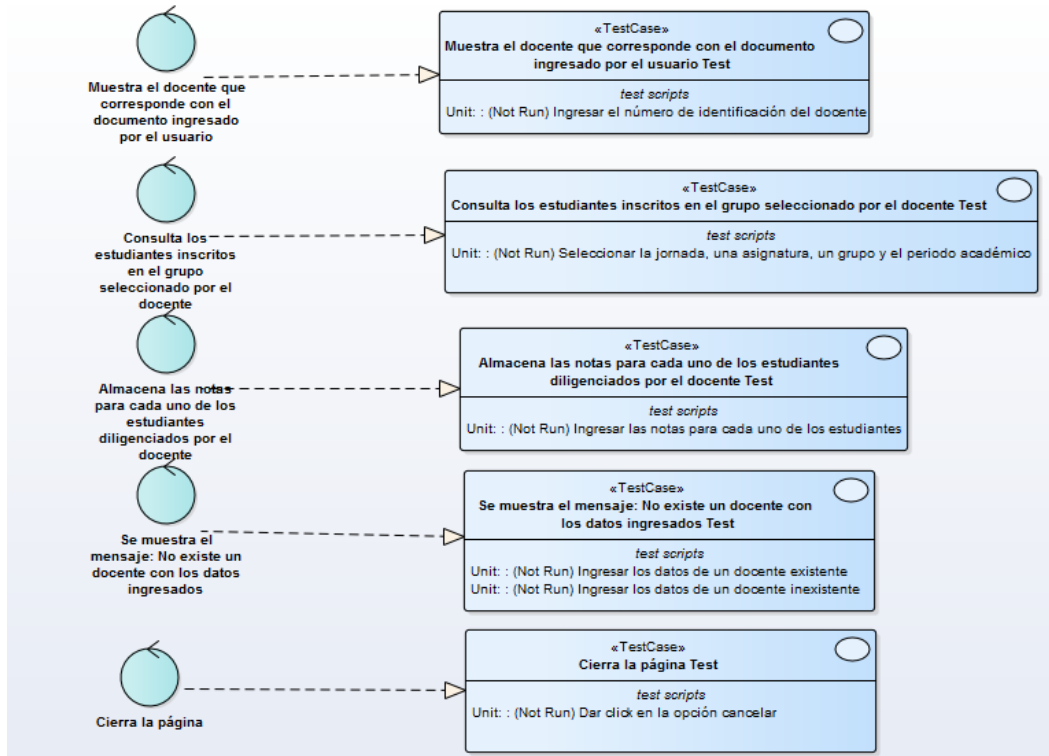 Muestra el docente que
corresponde con el
documento ingresado
por el usuario
«TestCase»
Muestra el docente que corresponde con el documento
ingresado por el usuario Test
test scripts
Unit: : (Not Run) Ingresar el número de identificación del docente
Consulta los
estudiantes inscritos
en el grupo
seleccionado por el
docente
«TestCase»
Consulta los estudiantes inscritos en el grupo seleccionado por el docente Test
test scripts
Unit: : (Not Run) Seleccionar la jornada, una asignatura, un grupo y el periodo académico
Almacena las notas
para cada uno de los
estudiantes
diligenciados por el
docente
«TestCase»
Almacena las notas para cada uno de los estudiantes
diligenciados por el docente Test
test scripts
Unit: : (Not Run) Ingresar las notas para cada uno de los estudiantes
Se muestra el
mensaje: No existe un
docente con los datos
ingresados
«TestCase»
Se muestra el mensaje: No existe un docente con
los datos ingresados Test
test scripts
Unit: : (Not Run) Ingresar los datos de un docente existente
Unit: : (Not Run) Ingresar los datos de un docente inexistente
Cierra la página
«TestCase»
Cierra la página Test
test scripts
Unit: : (Not Run) Dar click en la opción cancelar